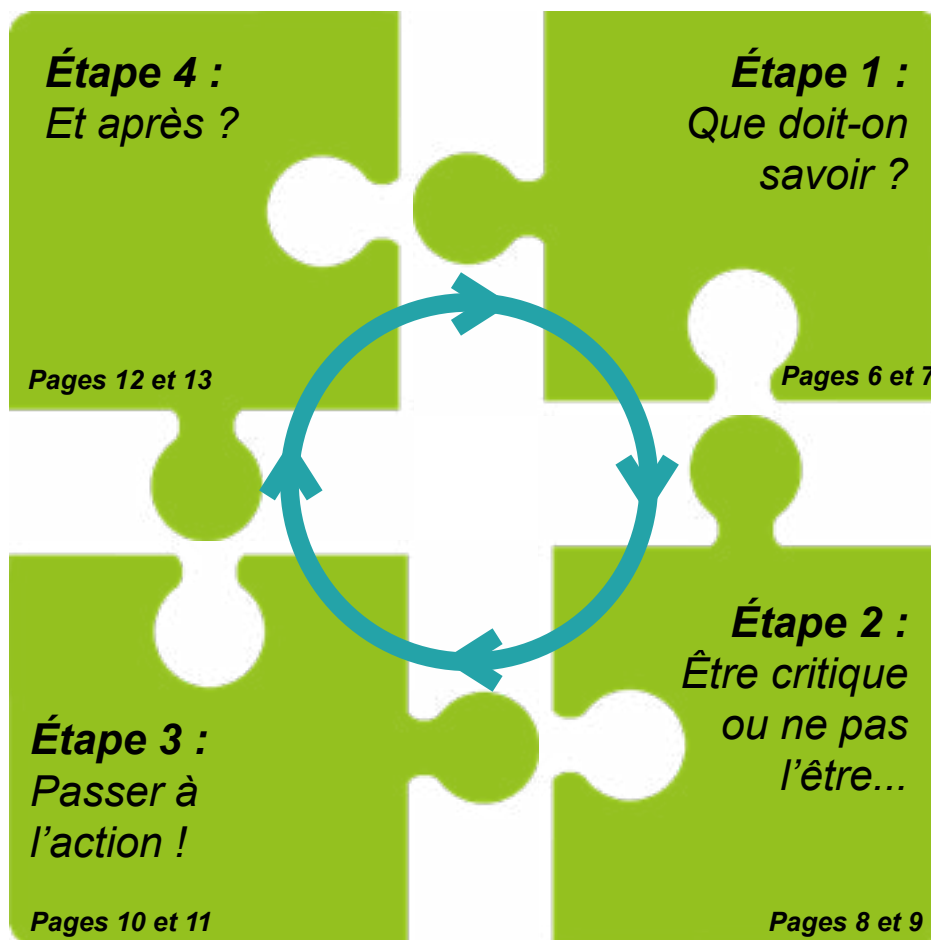 Étape 4 :
Et après ?
Pages 12 et 13
Étape 1 :
Que doit-on
savoir ?
Pages 6 et 7
Étape 2 :
Être critique
ou ne pas
l’être...
Pages 8 et 9
Étape 3 :
Passer à
l’action !
Pages 10 et 11